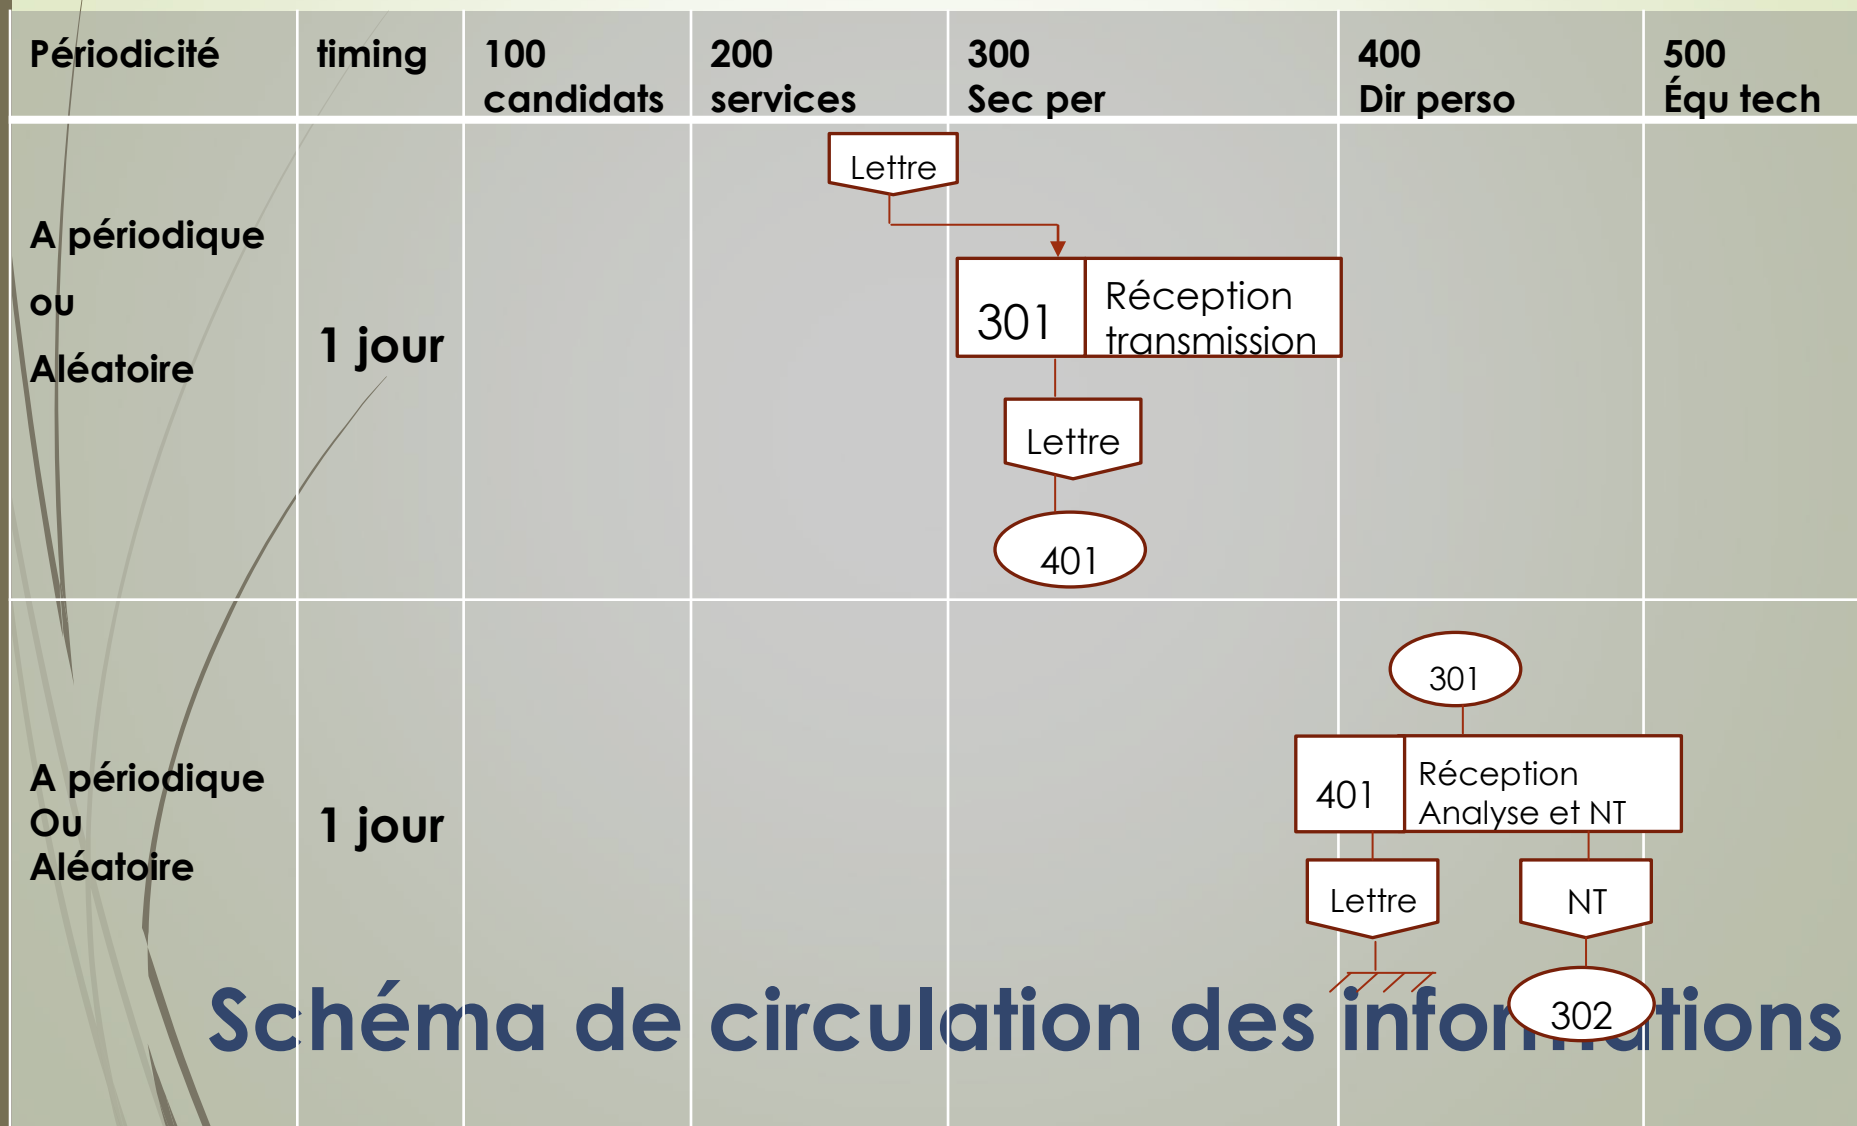 Périodicité
timing
100
candidats
200
services
300
Sec per
400
Dir perso
500
Équ tech
A périodique
ou
Aléatoire
1 jour
Lettre
301
Réception
transmission
Lettre
401
A périodique
Ou
Aléatoire
1 jour
301
401
Réception
Analyse et NT
Lettre
NT
302
Schéma de circulation des informations